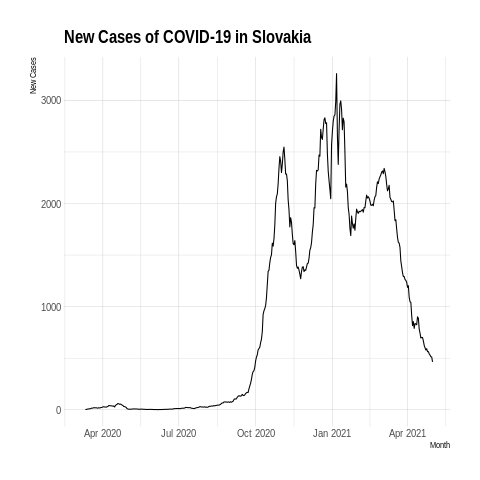 New Cases of COVID-19 in Slovakia
New Cases
3000
2000
1000
0
Apr 2020 Jul 2020 Oct 2020 Jan 2021 Apr 2021
Month